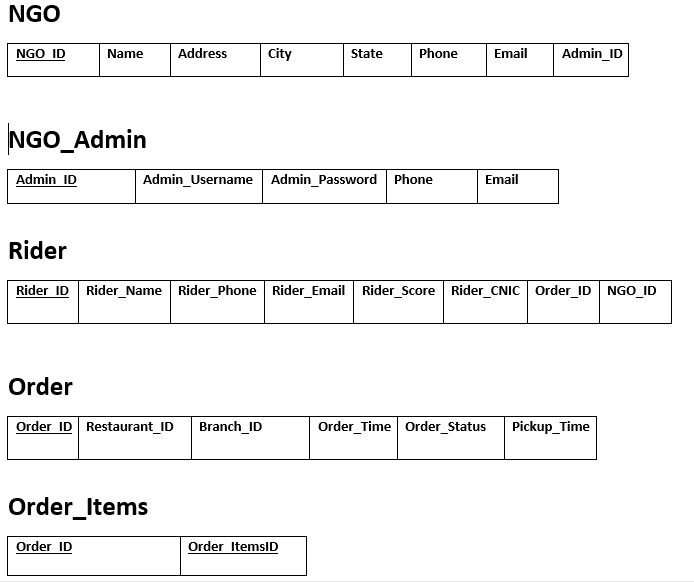 NGO
NGO_ID Name Address City State Phone Email Admin_ID
NGO_Admin
Admin_ID Admin_Username Admin_Password Phone Email
Rider
Rider_ID Rider_Name Rider_Phone Rider_Email Rider_Score Rider_CNIC Order_ID NGO_ID
Order
Order_ID Restaurant_ID Branch_ID Order_Time Order_Status Pickup_Time
Order_Items
Order_ID Order_ItemsID